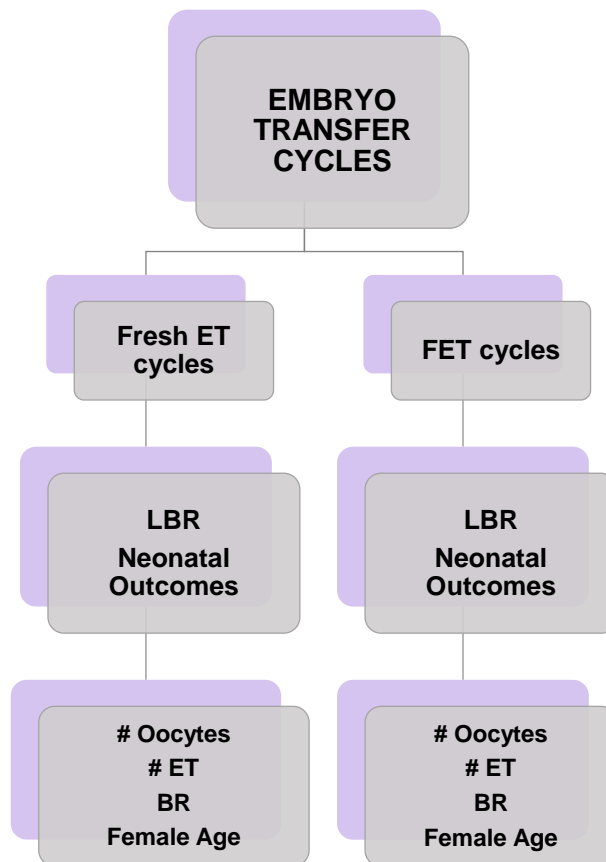 EMBRYO
TRANSFER
CYCLES
Fresh ET
cycles
FET cycles
LBR
Neonatal
Outcomes
LBR
Neonatal
Outcomes
# Oocytes
# ET
BR
Female Age
# Oocytes
# ET
BR
Female Age